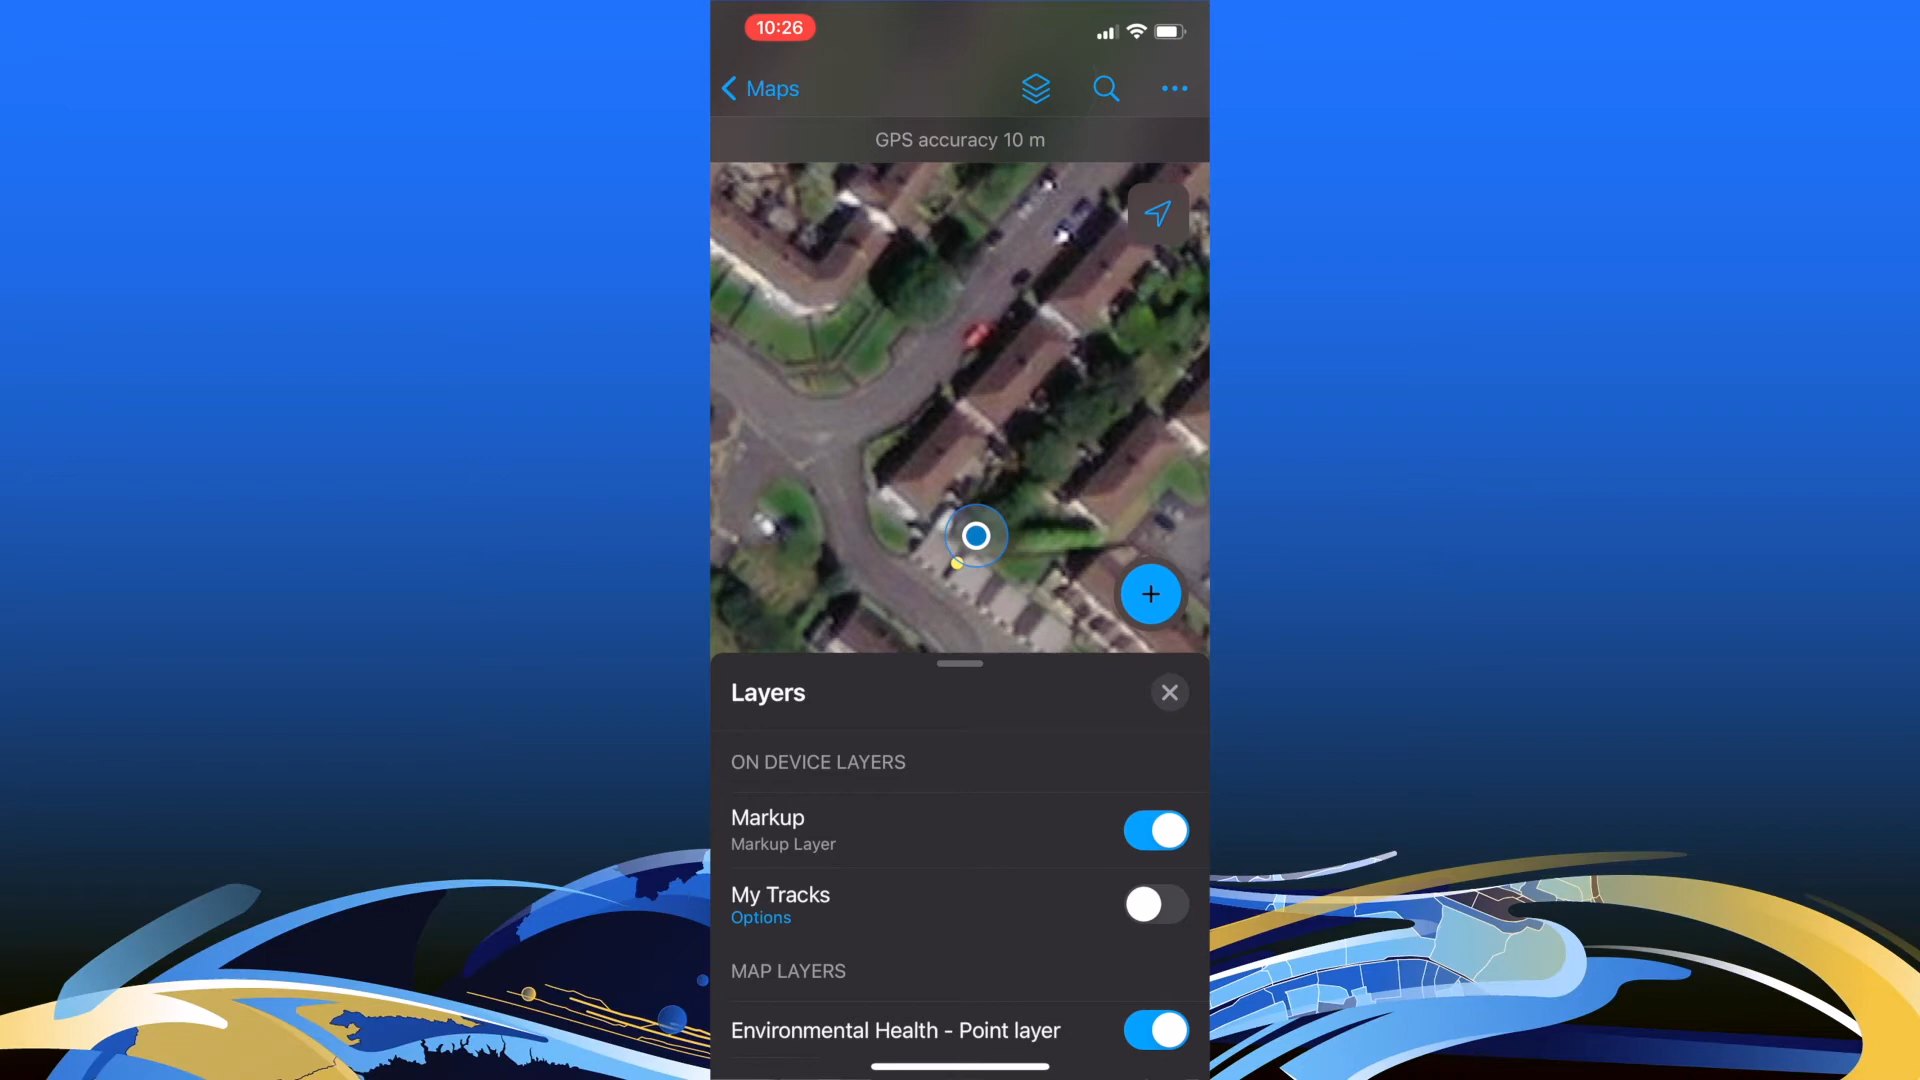 10:26
Maps
GPS accuracy 10 m
Layers
ON DEVICE LAYERS
Markup
Markup Layer
My Tracks
Options
MAP LAYERS
Environmental Health - Point layer